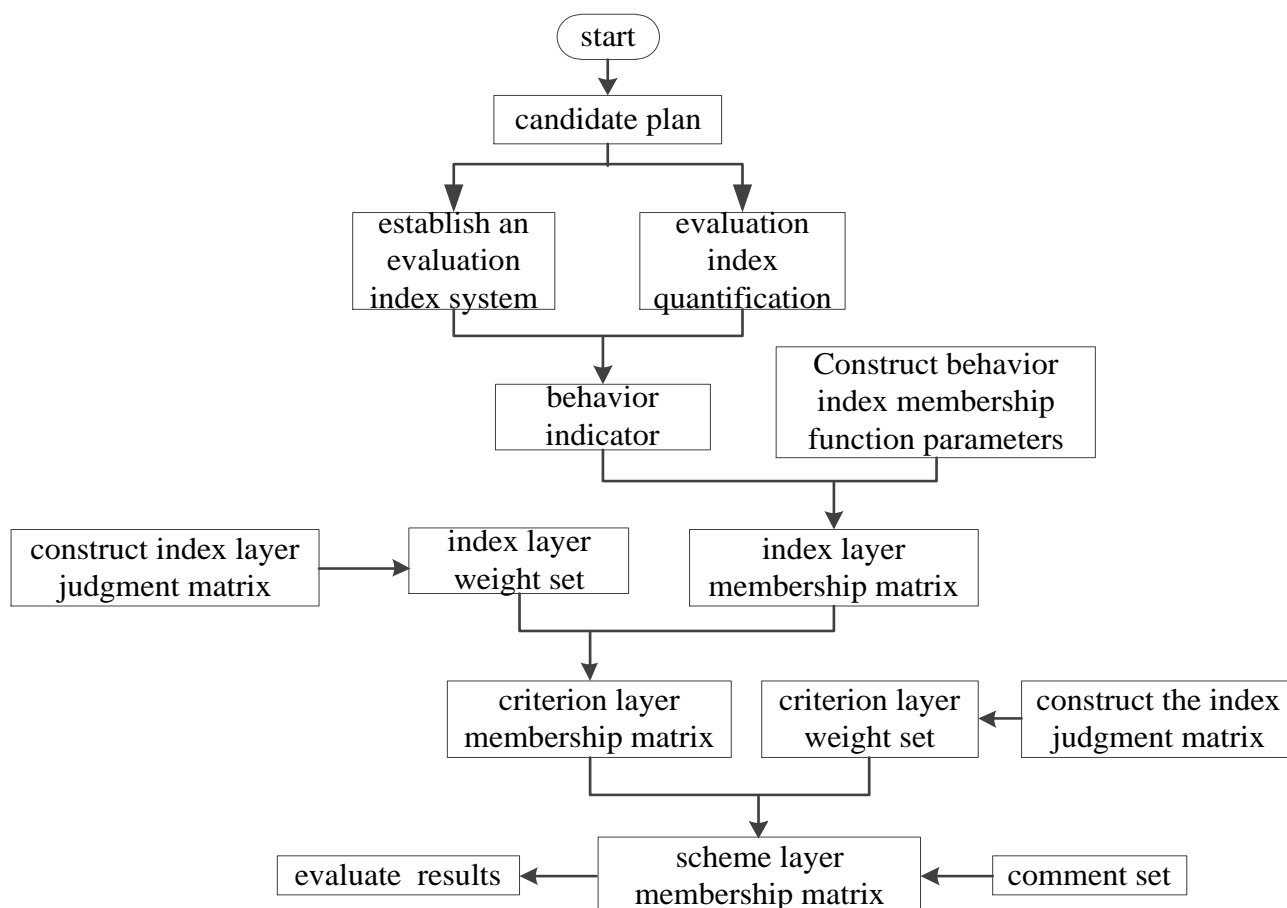 start
candidate plan
establish an
evaluation
index system
evaluation
index
quantification
Construct behavior
index membership
function parameters
behavior
indicator
construct index layer
judgment matrix
index layer
weight set
index layer
membership matrix
criterion layer
membership matrix
criterion layer
weight set
construct the index
judgment matrix
evaluate results
scheme layer
membership matrix
comment set